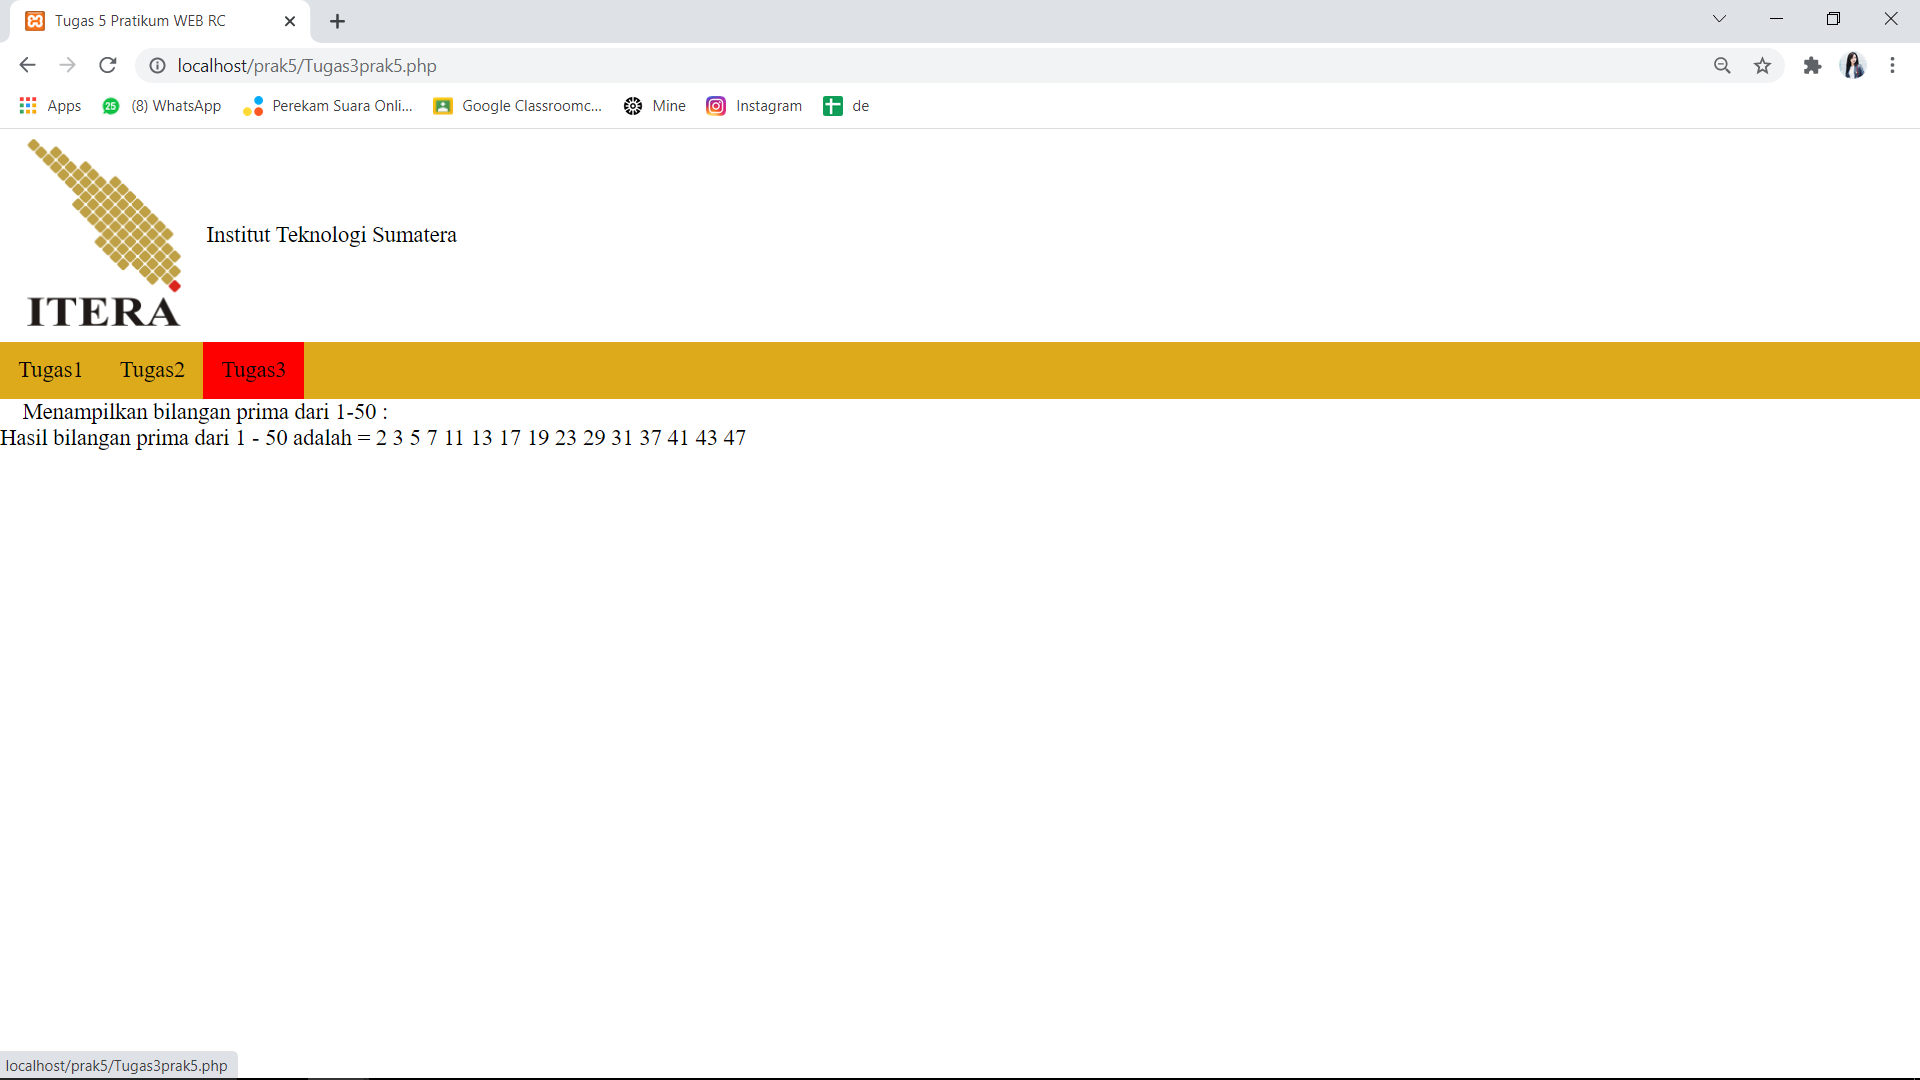 Tugas 5 Pratikum WEB RC
localhost/prak5/Tugas3prak5.php
Apps 25 (8) WhatsApp Perekam Suara Onli... Google Classroomc... Mine Instagram de
Institut Teknologi Sumatera
ITERA
Tugas1 Tugas2 Tugas3
Menampilkan bilangan prima dari 1-50 :
Hasil bilangan prima dari 1 - 50 adalah = 2 3 5 7 11 13 17 19 23 29 31 37 41 43 47
localhost/prak5/Tugas3prak5.php